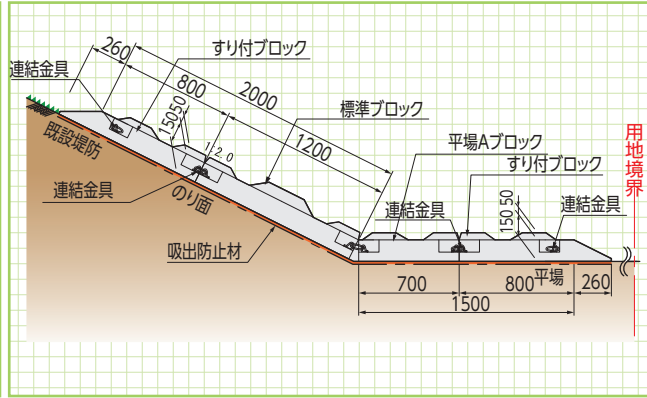 260
すり付ブロック
連結金具
800
2000
標準ブロック
150 50
1200
平場Aブロック
すり付ブロック
既設堤防
1:2.0
連結金具
のり面
連結金具
150 50
連結金具
用地境界
吸出防止材
平場
700
800
260
1500